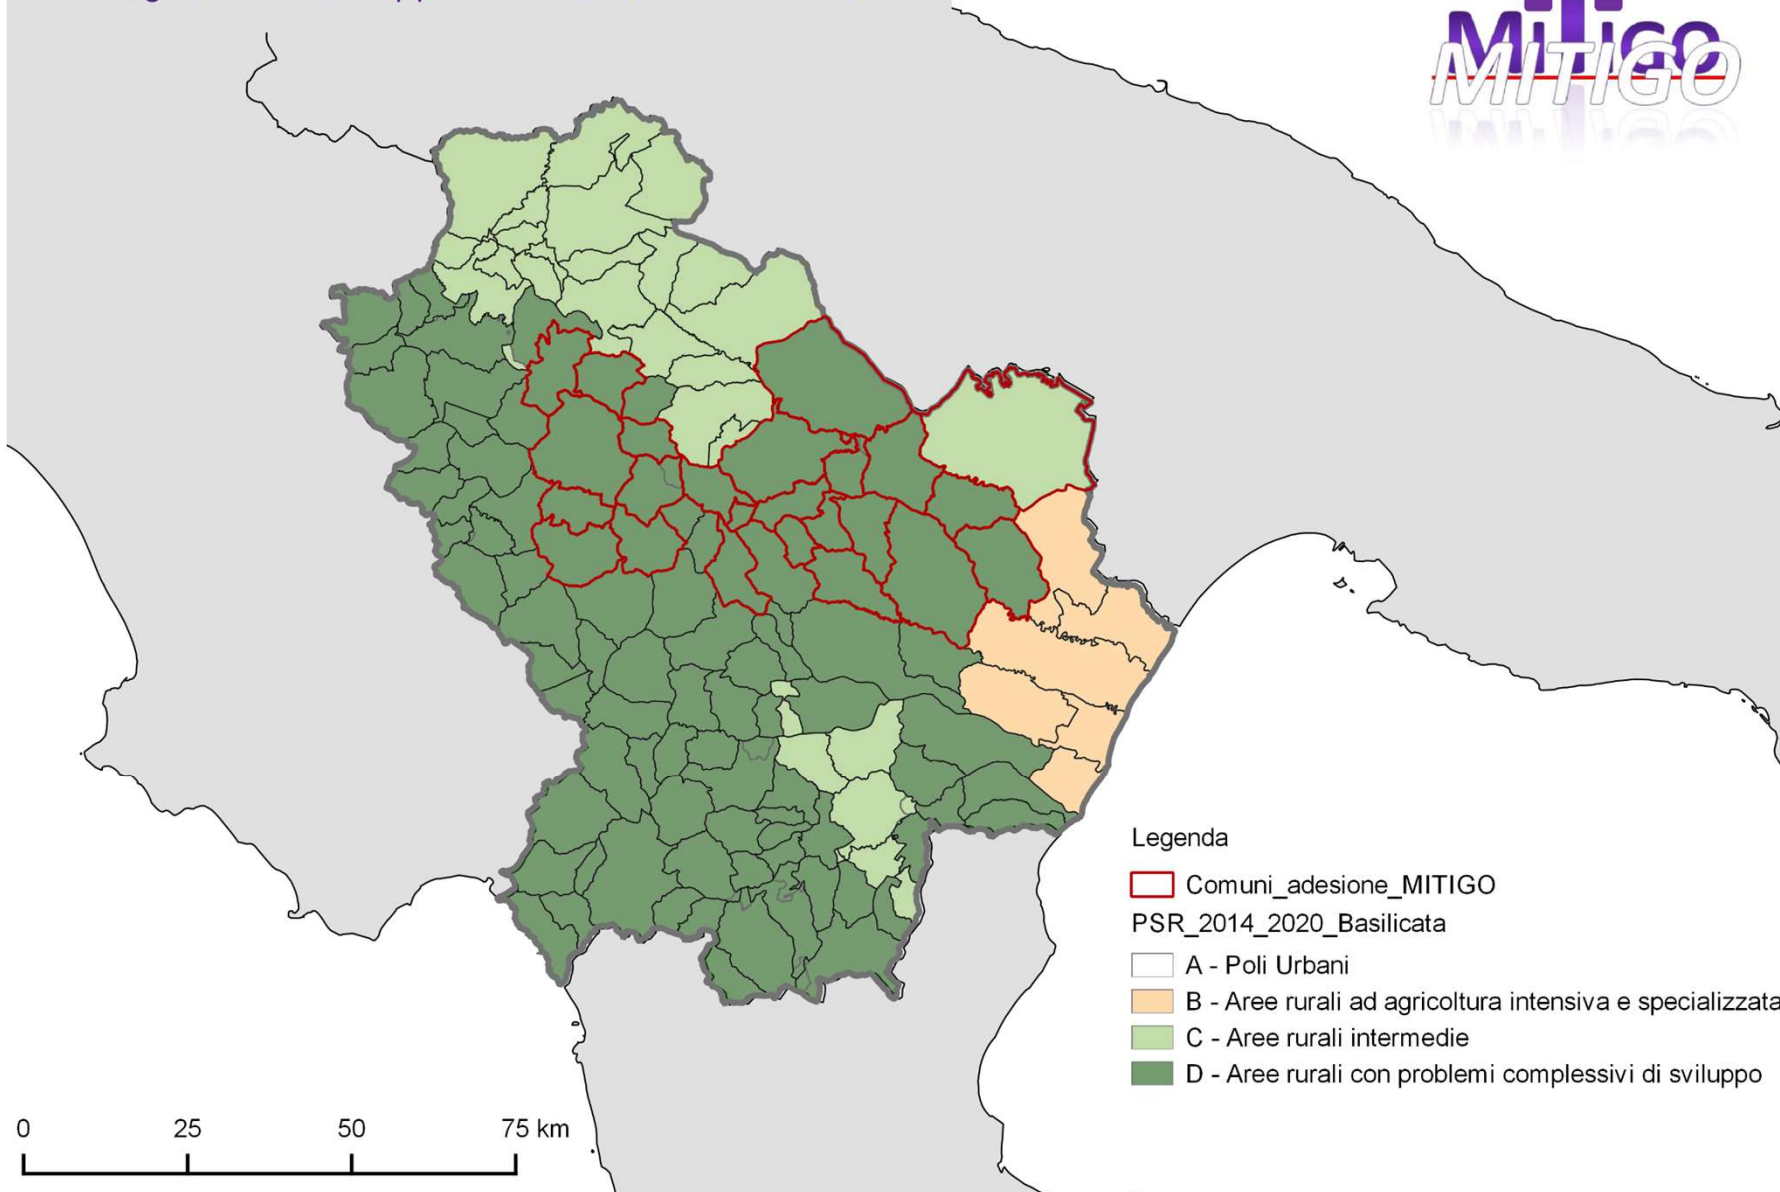 MiTiGO
MITIGO
Legenda
Comuni_adesione_MITIGO
PSR_2014_2020_Basilicata
A - Poli Urbani
B - Aree rurali ad agricoltura intensiva e specializzata
C - Aree rurali intermedie
D - Aree rurali con problemi complessivi di sviluppo
0 25 50 75 km